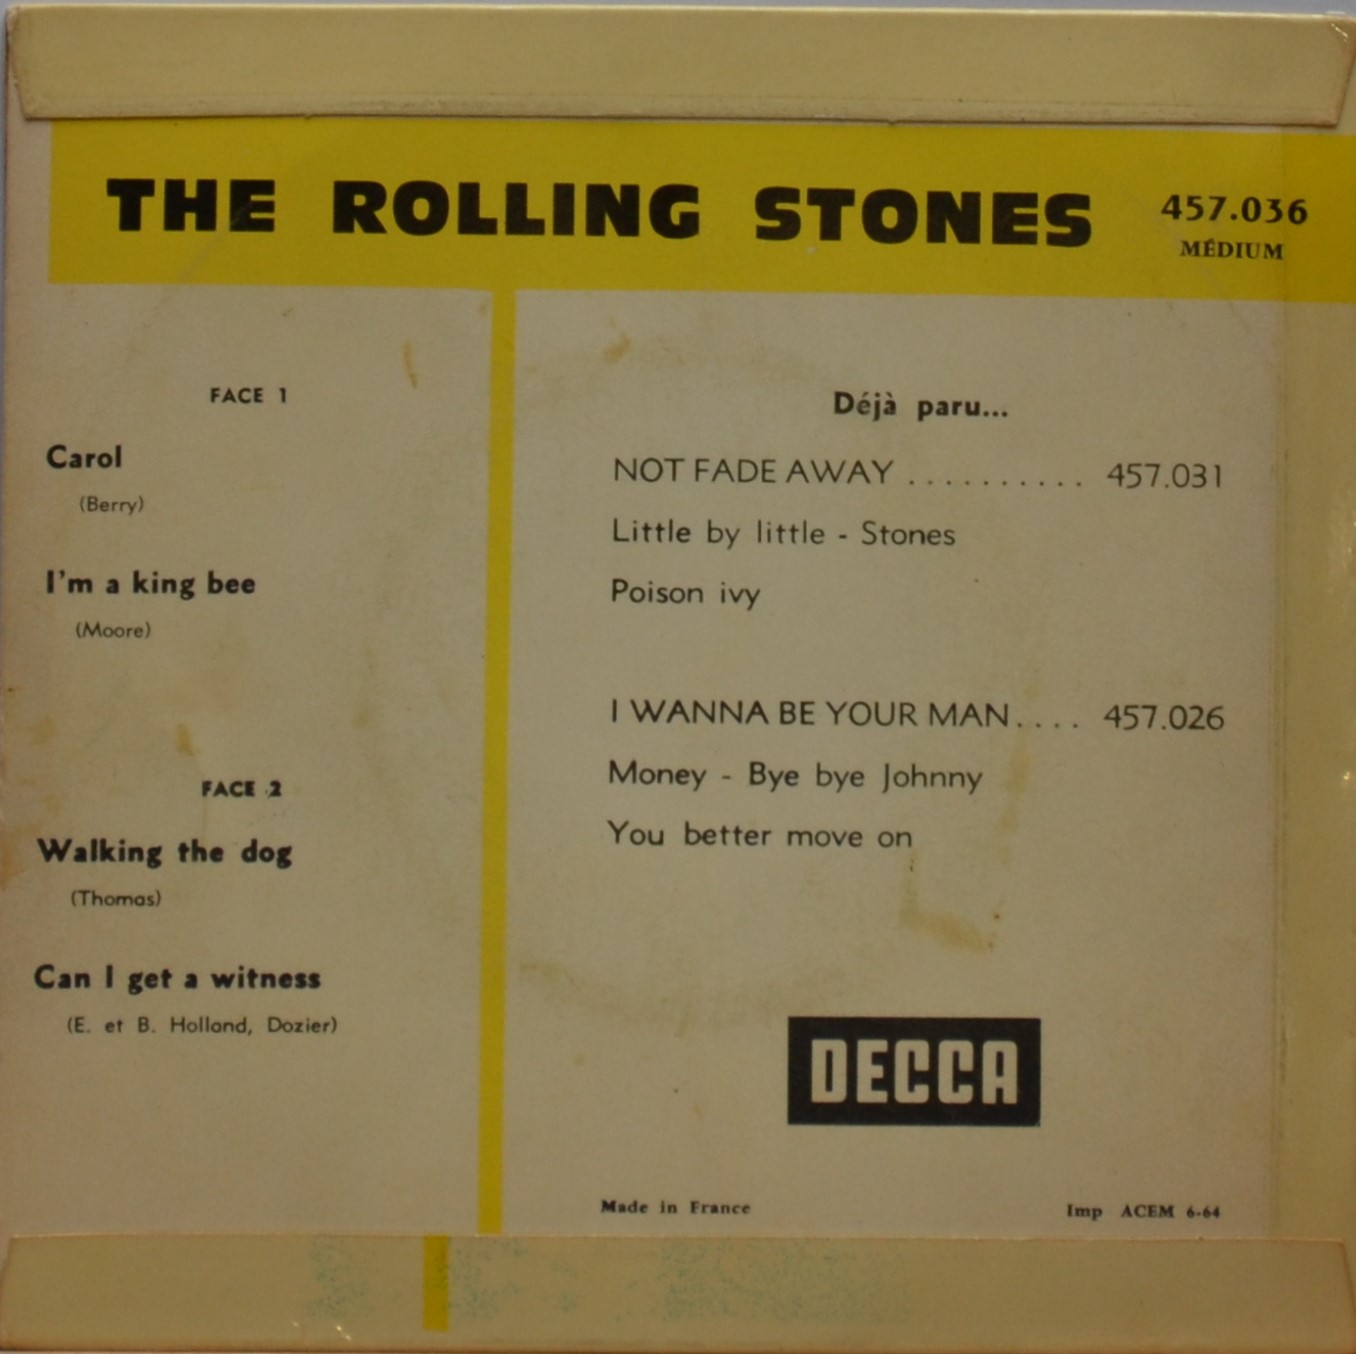 THE ROLLING STONES
457.036
MÉDIUM
FACE 1
Carol
(Berry)
I'm a king bee
(Moore)
FACE 2
Walking the dog
(Thomas)
Can I get a witness
(E. et B. Holland, Dozier)
Déjà paru...
NOT FADE AWAY .......... 457.031
Little by little - Stones
Poison ivy
I WANNA BE YOUR MAN.... 457.026
Money - Bye bye Johnny
You better move on
DECCA
Made in France
Imp ACEM 6-64